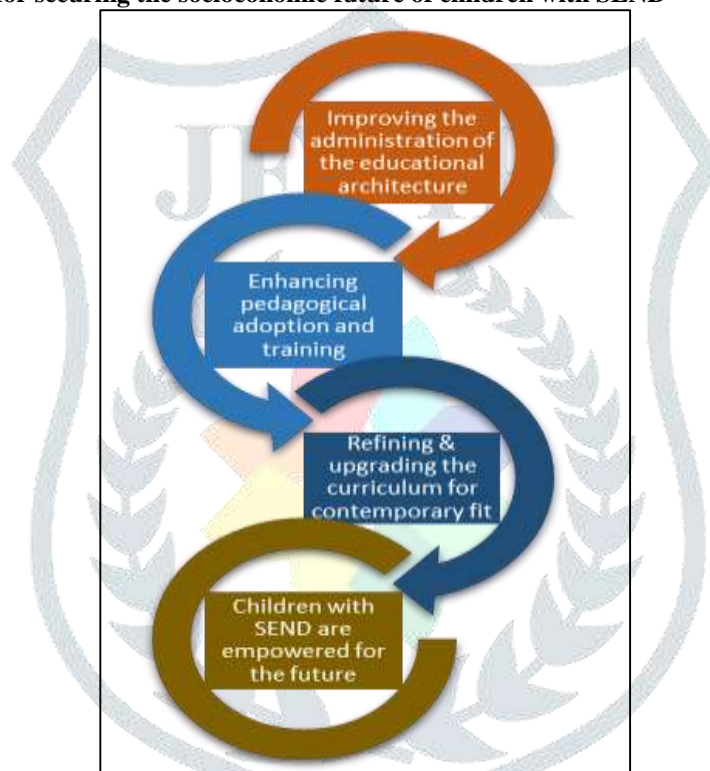 for securing the socioeconomic future of children with SEND
Improving the
administration of
the educational
architecture
Enhancing
pedagogical
adoption and
training
Refining &
upgrading the
curriculum for
contemporary fit
Children with
SEND are
empowered for
the future